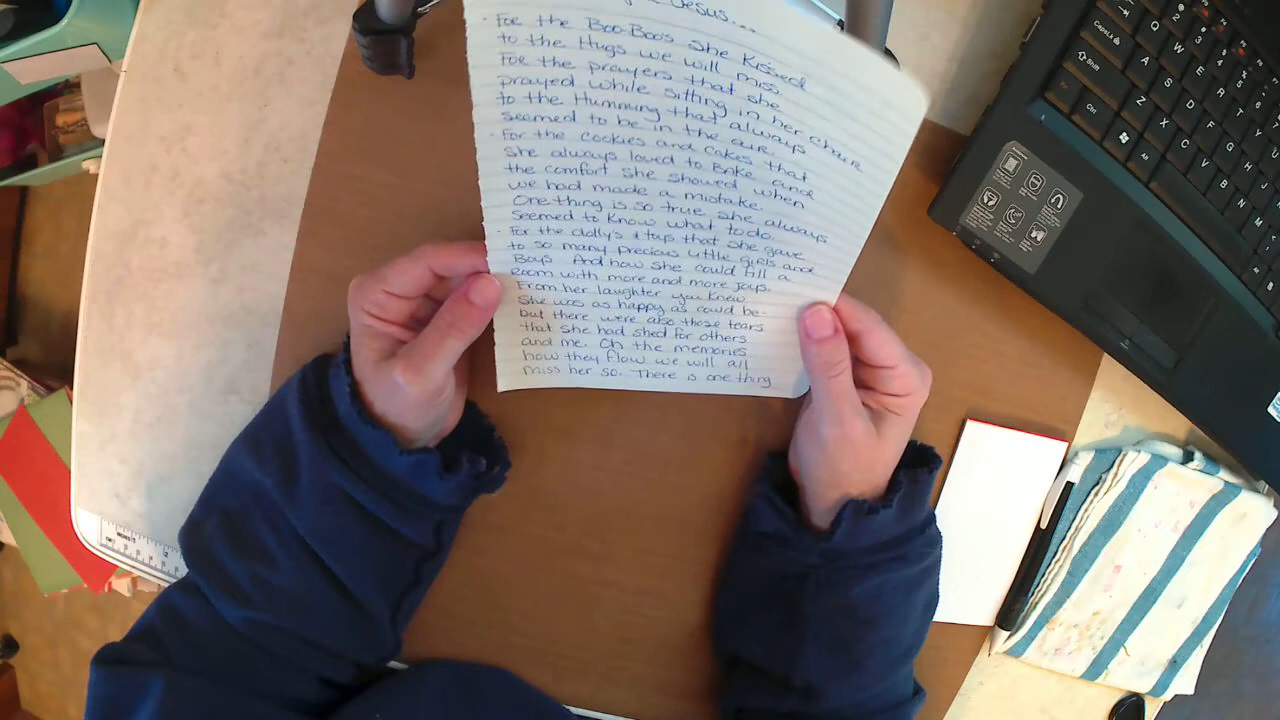 Jesus....
- For the Boo-Boo's She Kissed
to the Hugs we will miss.
For the prayers that she
prayed while sitting in her chair
to the Humming that always
seemed to be in the air.
- For the cookies and cakes that
She always loved to Bake and
the comfort she showed when
we had made a mistake.
One thing is so true she always
seemed to know what to do.
- For the dolly's & toys that she gave
to so many precious little girls and
Boys. And how she could fill a
room with more and more joys.
From her laughter you knew
She was as happy as could be-
but there were also those tears
that she had shed for others
and me. Oh the memories
how they flow we will all
miss her so. There is one thing
Caps Lk
Shift
Ctrl
Alt
Q
W
A
S
D
Z
X
C
V
B
N
M